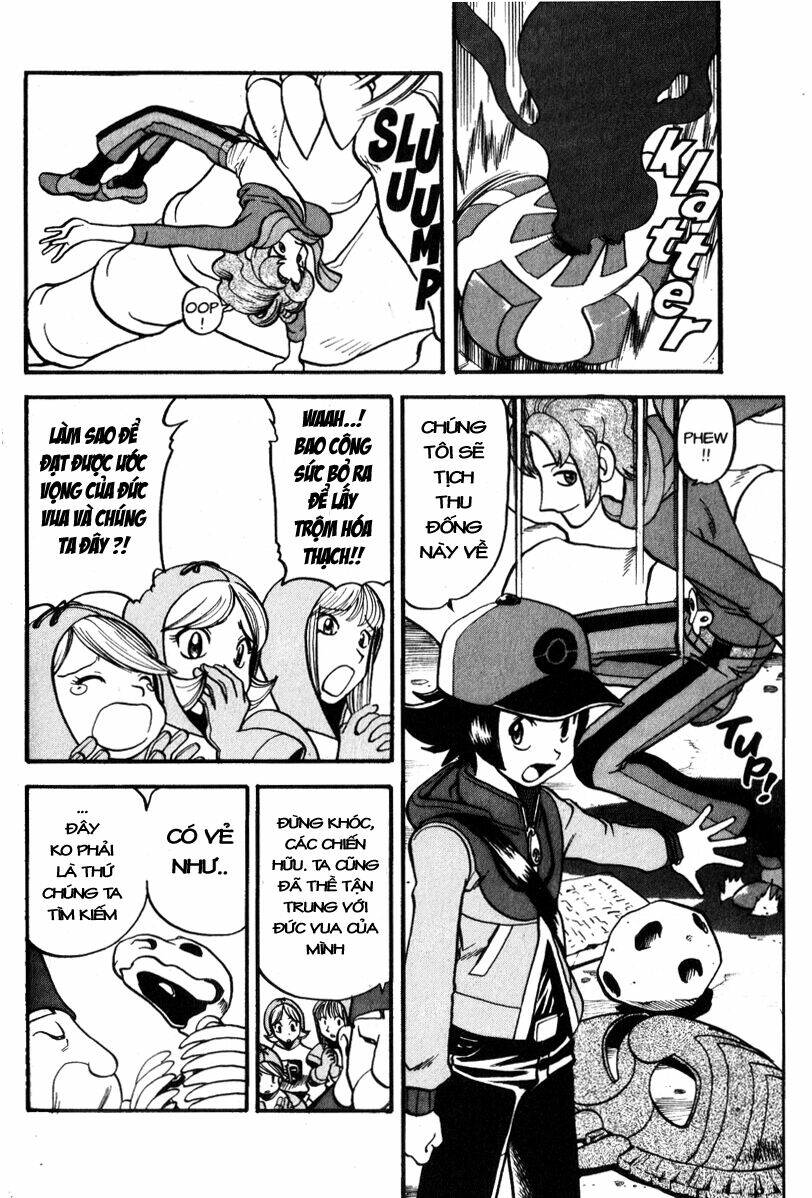 Klatter
SLUUUUMP
OOP
!
PHEW
!!
CHÚNG
TÔI SẼ
TỊCH
THU
ĐỐNG
NÀY VỀ
TUP!
WAAH..!
BAO CÔNG
SỨC BỎ RA
ĐỂ LẤY
TRỘM HÓA
THẠCH!!
LÀM SAO ĐỂ
ĐẠT ĐƯỢC ƯỚC
VỌNG CỦA ĐỨC
VUA VÀ CHÚNG
TA ĐÂY ?!
ĐỪNG KHÓC,
CÁC CHIẾN
HỮU. TA CŨNG
ĐÃ THỀ TẬN
TRUNG VỚI
ĐỨC VUA CỦA
MÌNH
CÓ VẺ
NHƯ..
...
ĐÂY
KO PHẢI
LÀ THỨ
CHÚNG TA
TÌM KIẾM